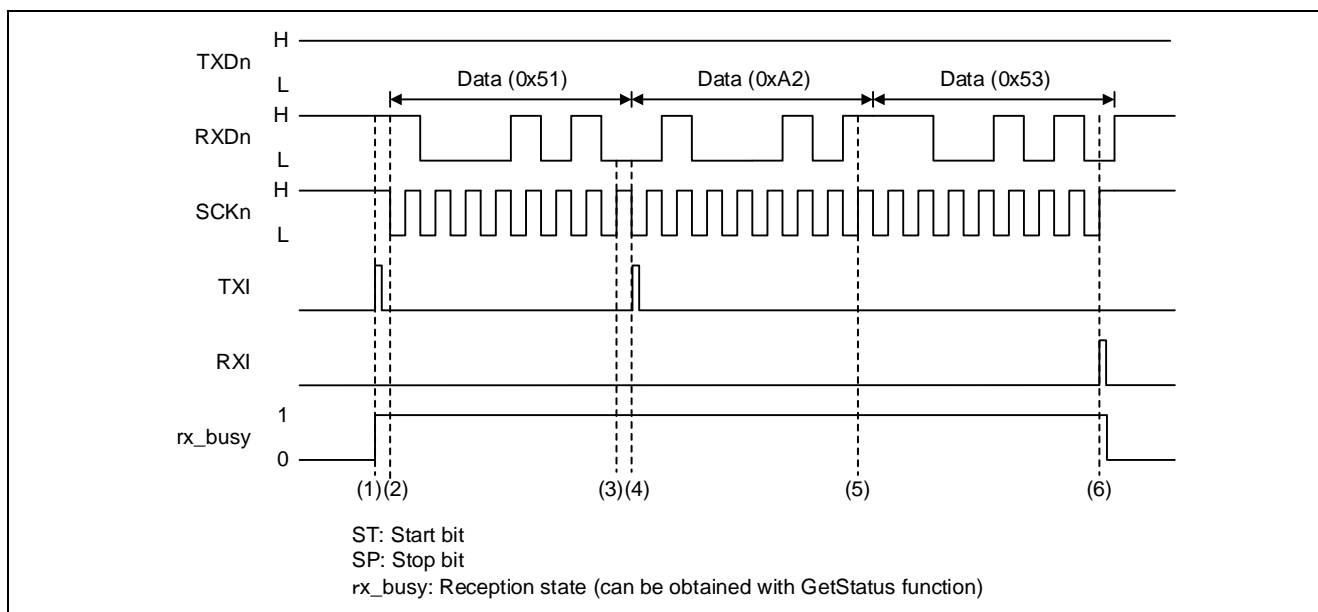 H
TXDn
L
Data (0x51) Data (0xA2) Data (0x53)
H
RXDn
L
H
SCKn
L
TXI
RXI
1
rx_busy
0
(1) (2) (3) (4) (5) (6)
ST: Start bit
SP: Stop bit
rx_busy: Reception state (can be obtained with GetStatus function)